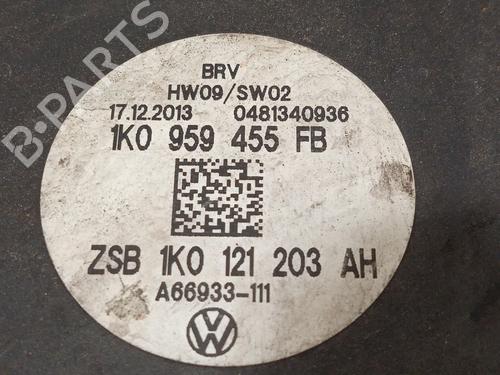 B-PARTS
BRV
HW09/SW02
17.12.2013 0481340936
1K0 959 455 FB
ZSB 1K0 121 203 AH
A66933-111
VW